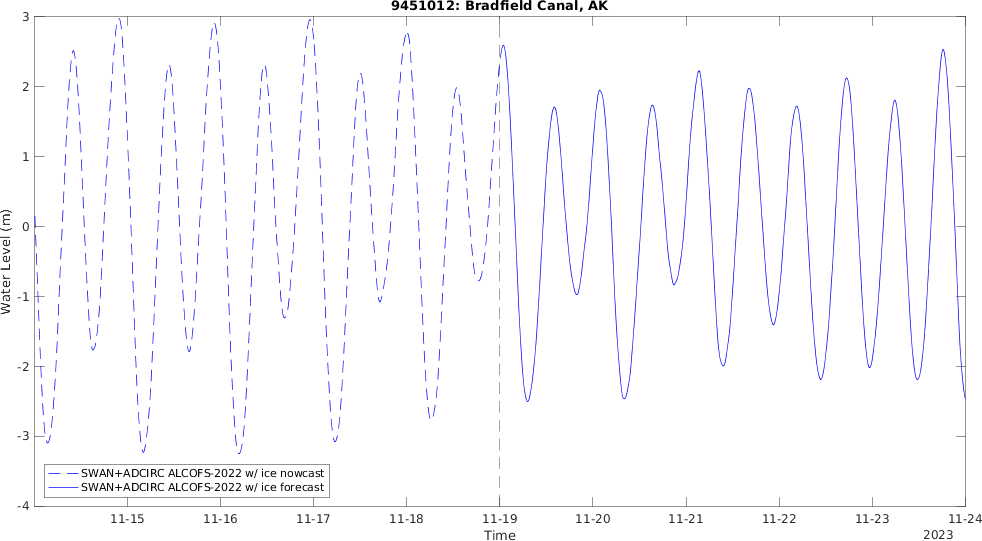 9451012: Bradfield Canal, AK
3
2
1
0
-1
-2
-3
-4
Water Level (m)
SWAN+ADCIRC ALCOFS-2022 w/ ice nowcast
SWAN+ADCIRC ALCOFS-2022 w/ ice forecast
11-15 11-16 11-17 11-18 11-19 11-20 11-21 11-22 11-23 11-24
Time
2023